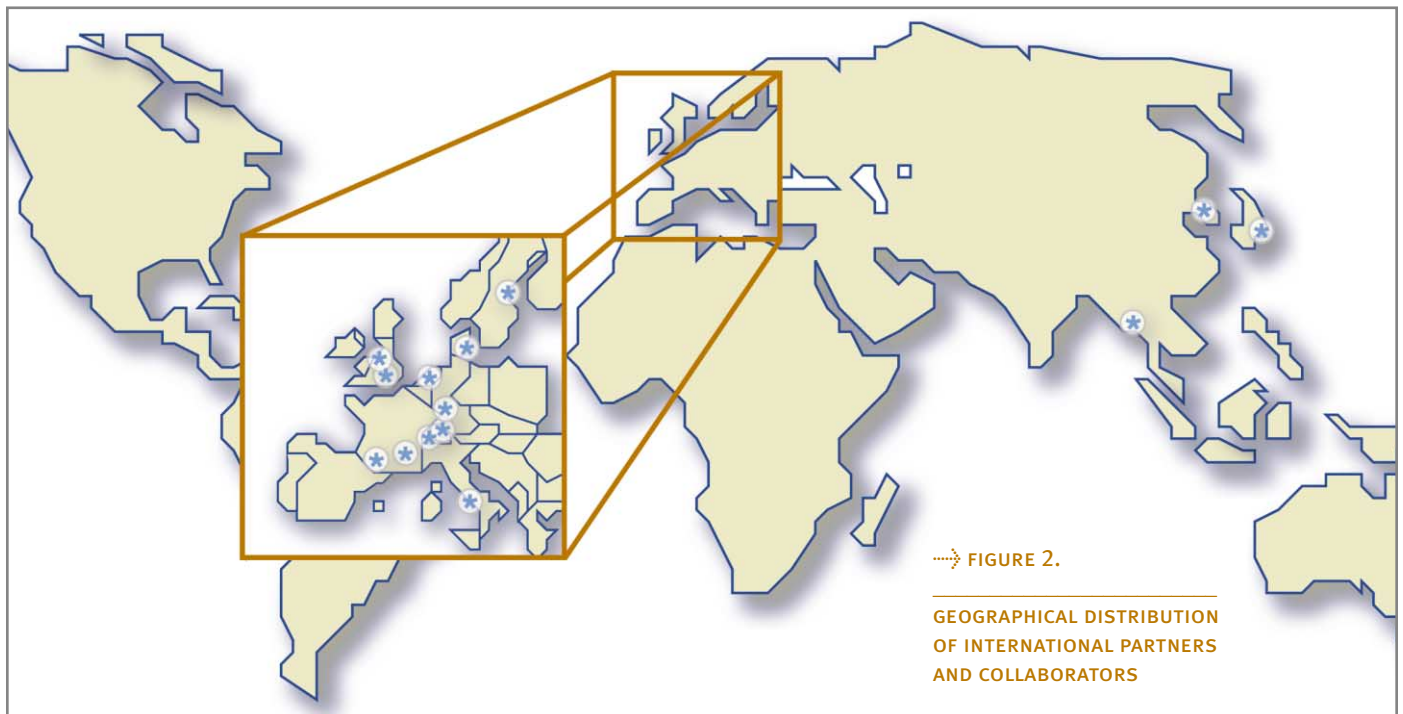 FIGURE 2.
GEOGRAPHICAL DISTRIBUTION
OF INTERNATIONAL PARTNERS
AND COLLABORATORS